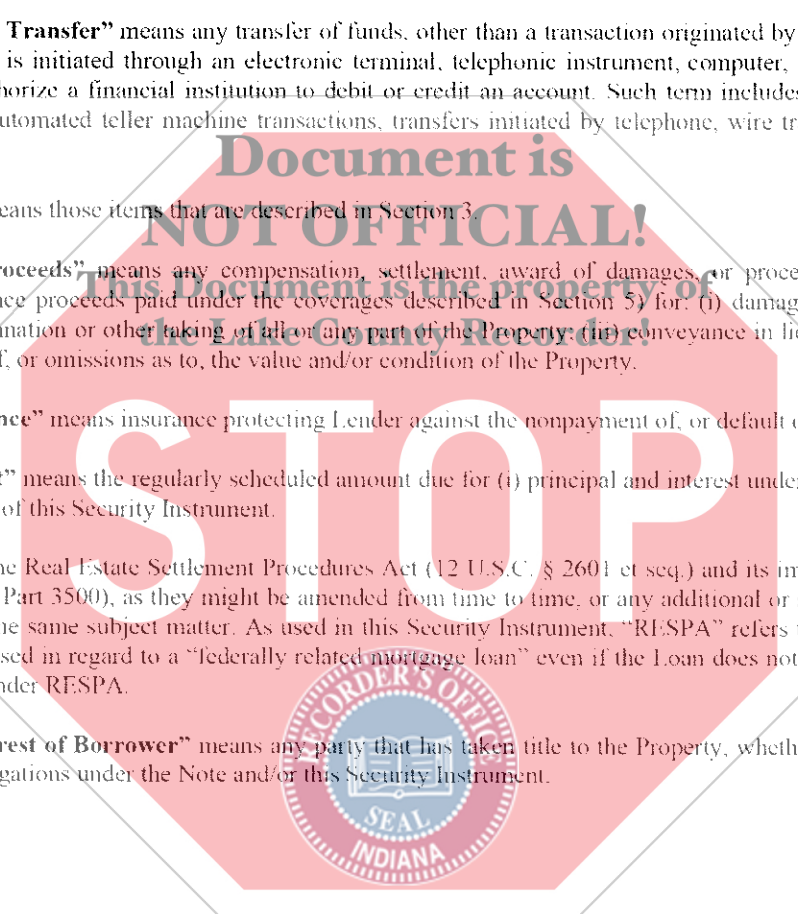 Transfer” means any transfer of funds, other than a transaction originated by
is initiated through an electronic terminal, telephonic instrument, computer,
horize a financial institution to debit or credit an account. Such term includes
utomated teller machine transactions, transfers initiated by telephone, wire tr
Document is
eans those items that are described in Section 3.
NOT OFFICIAL!
roceeds” means any compensation, settlement, award of damages, or procee
This Document is the property of
nce proceeds paid under the coverages described in Section 5) for: (i) damag
nation or other taking of all or any part of the Property; (iii) conveyance in lie
the Lake County Recorder!
f, or omissions as to, the value and/or condition of the Property.
nce” means insurance protecting Lender against the nonpayment of, or default o
STOP
t” means the regularly scheduled amount due for (i) principal and interest under
of this Security Instrument.
he Real Estate Settlement Procedures Act (12 U.S.C. § 2601 et seq.) and its im
Part 3500), as they might be amended from time to time, or any additional or
he same subject matter. As used in this Security Instrument, “RESPA” refers
sed in regard to a “federally related mortgage loan” even if the Loan does not
nder RESPA.
RECORDER'S OFFICE
rest of Borrower” means any party that has taken title to the Property, wheth
gations under the Note and/or this Security Instrument.
SEAL
INDIANA